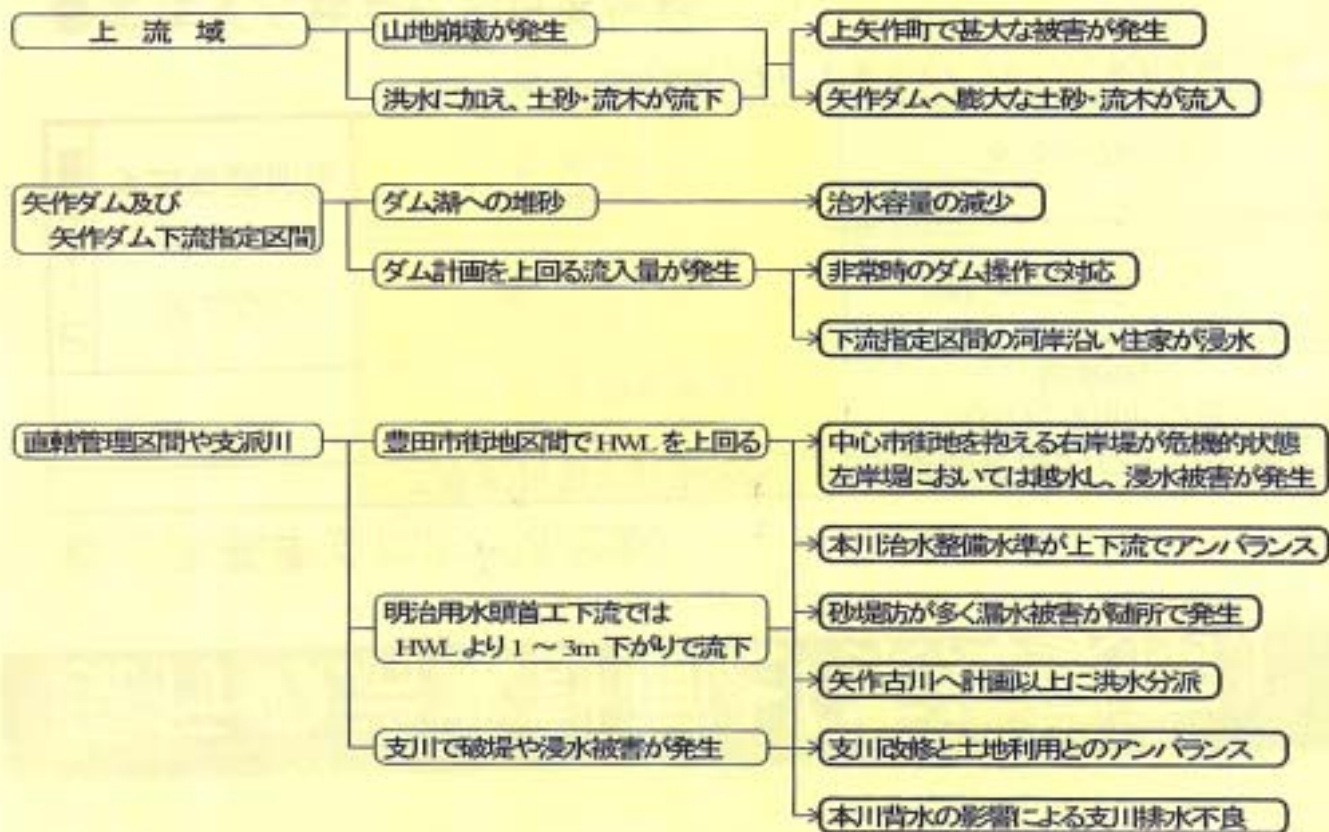 上流域
山地崩壊が発生
上矢作町で甚大な被害が発生
洪水に加え、土砂・流木が流下
矢作ダムへ膨大な土砂・流木が流入
矢作ダム及び
矢作ダム下流指定区間
ダム湖への堆砂
治水容量の減少
ダム計画を上回る流入量が発生
非常時のダム操作で対応
下流指定区間の河岸沿い住家が浸水
直轄管理区間や支派川
豊田市街地区間でHWLを上回る
中心市街地を抱える右岸堤が危機的状態
左岸堤においては越水し、浸水被害が発生
本川治水整備水準が上下流でアンバランス
明治用水頭首工下流では
HWLより1～3m下がりで流下
砂堤防が多く漏水被害が随所で発生
矢作古川へ計画以上に洪水分派
支川で破堤や浸水被害が発生
支川改修と土地利用とのアンバランス
本川背水の影響による支川排水不良